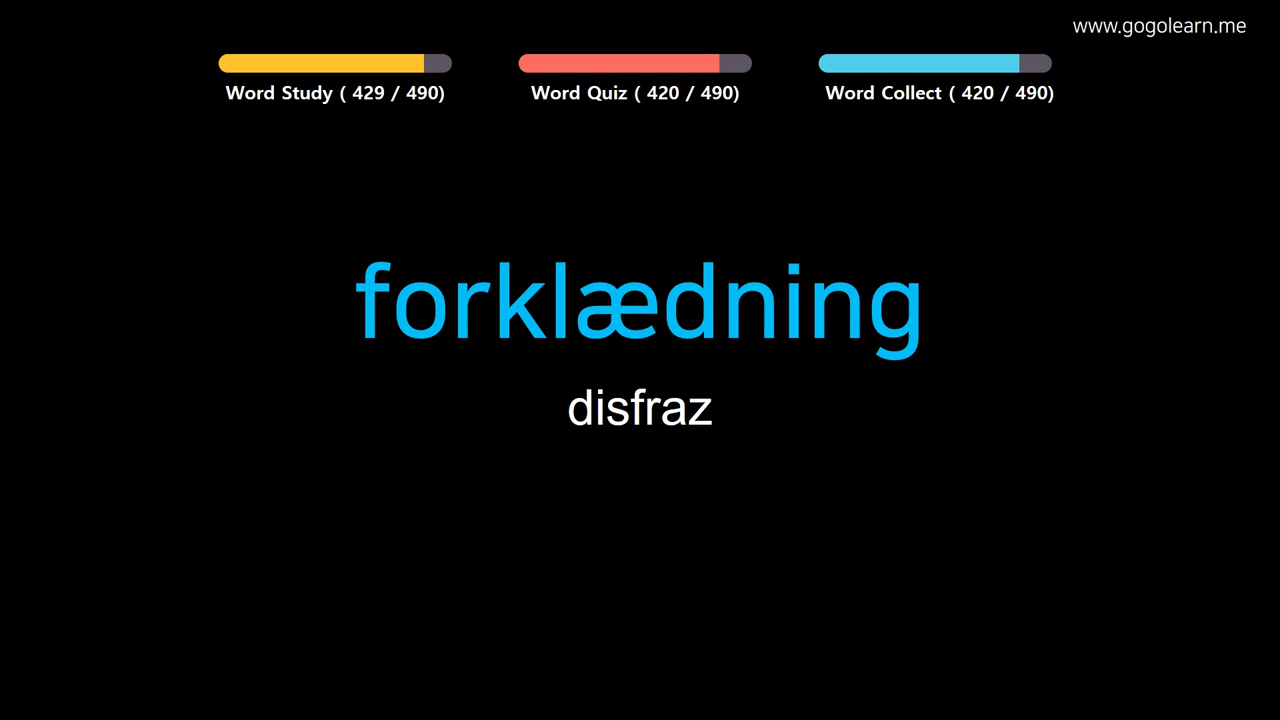 www.gogolearn.me
Word Study ( 429 / 490)
Word Quiz ( 420 / 490)
Word Collect ( 420 / 490)
forklædning
disfraz